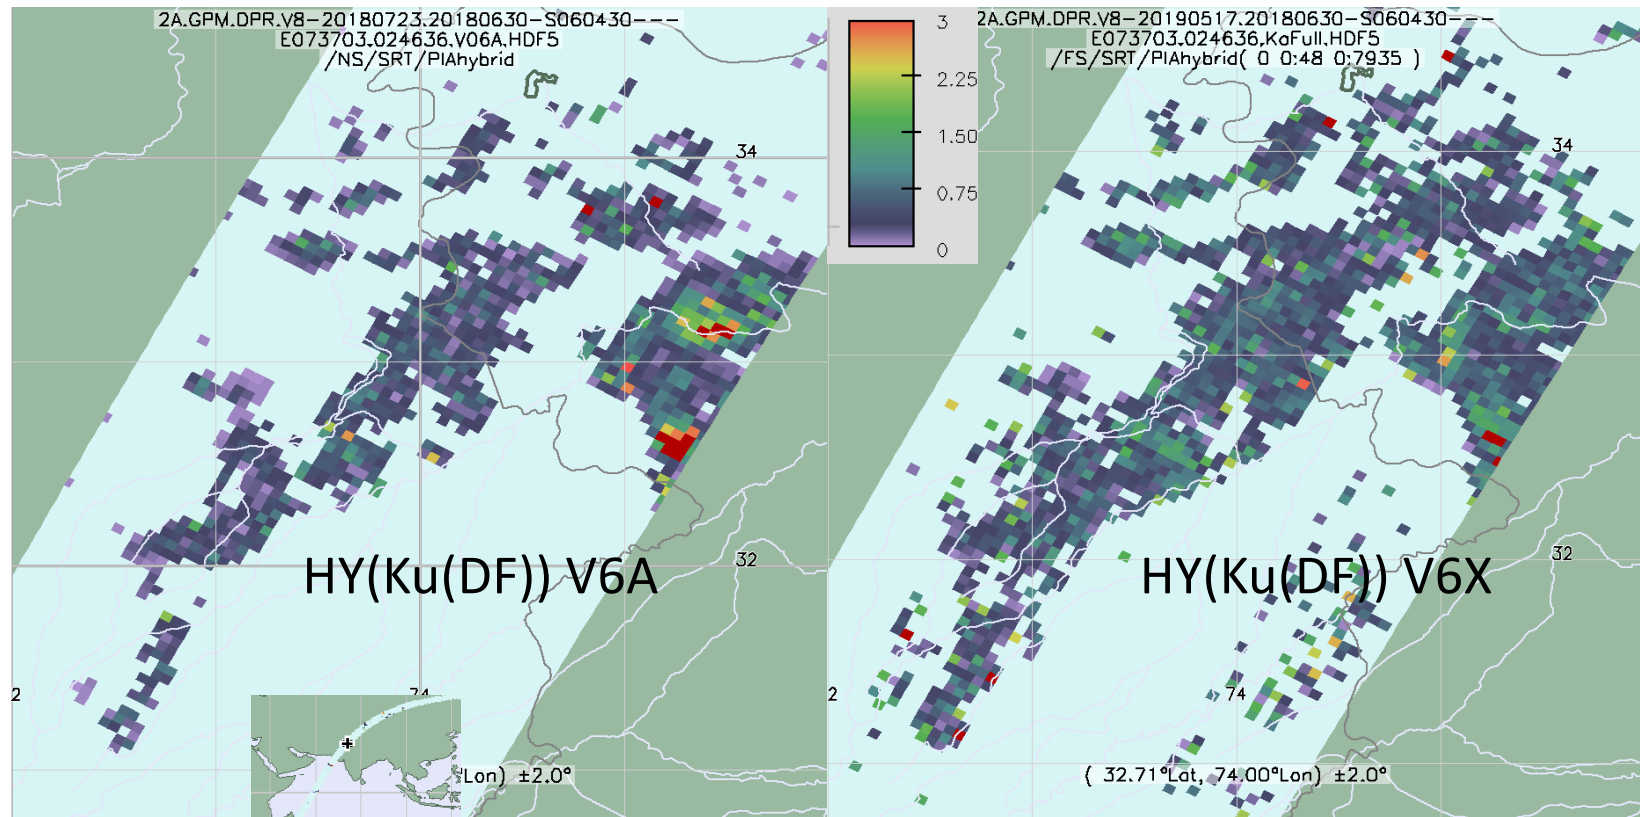 2A.GPM.DPR.V8-20180723.20180630-S060430---
E073703.024636.V06A.HDF5
/NS/SRT/PIAhybrid
34
HY(Ku(DF)) V6A
32
2
74
Lon) ±2.0°
3
2.25
1.50
0.75
0
2A.GPM.DPR.V8-20190517.20180630-S060430---
E073703.024636.KaFull.HDF5
/FS/SRT/PIAhybrid( 0 0:48 0:7935 )
34
HY(Ku(DF)) V6X
32
2
74
( 32.71°Lat, 74.00°Lon) ±2.0°